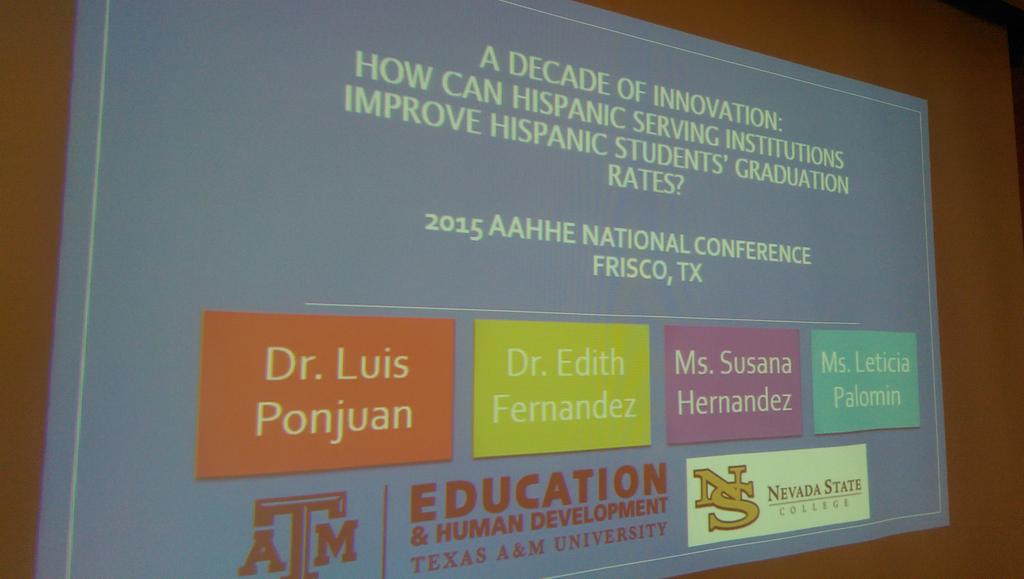 A DECADE OF INNOVATION:
HOW CAN HISPANIC SERVING INSTITUTIONS
IMPROVE HISPANIC STUDENTS' GRADUATION
RATES?
2015 AAHHE NATIONAL CONFERENCE
FRISCO, TX
Dr. Luis
Ponjuan
Dr. Edith
Fernandez
Ms. Susana
Hernandez
Ms. Leticia
Palomin
ATM
EDUCATION
& HUMAN DEVELOPMENT
TEXAS A&M UNIVERSITY
NS
NEVADA STATE
COLLEGE